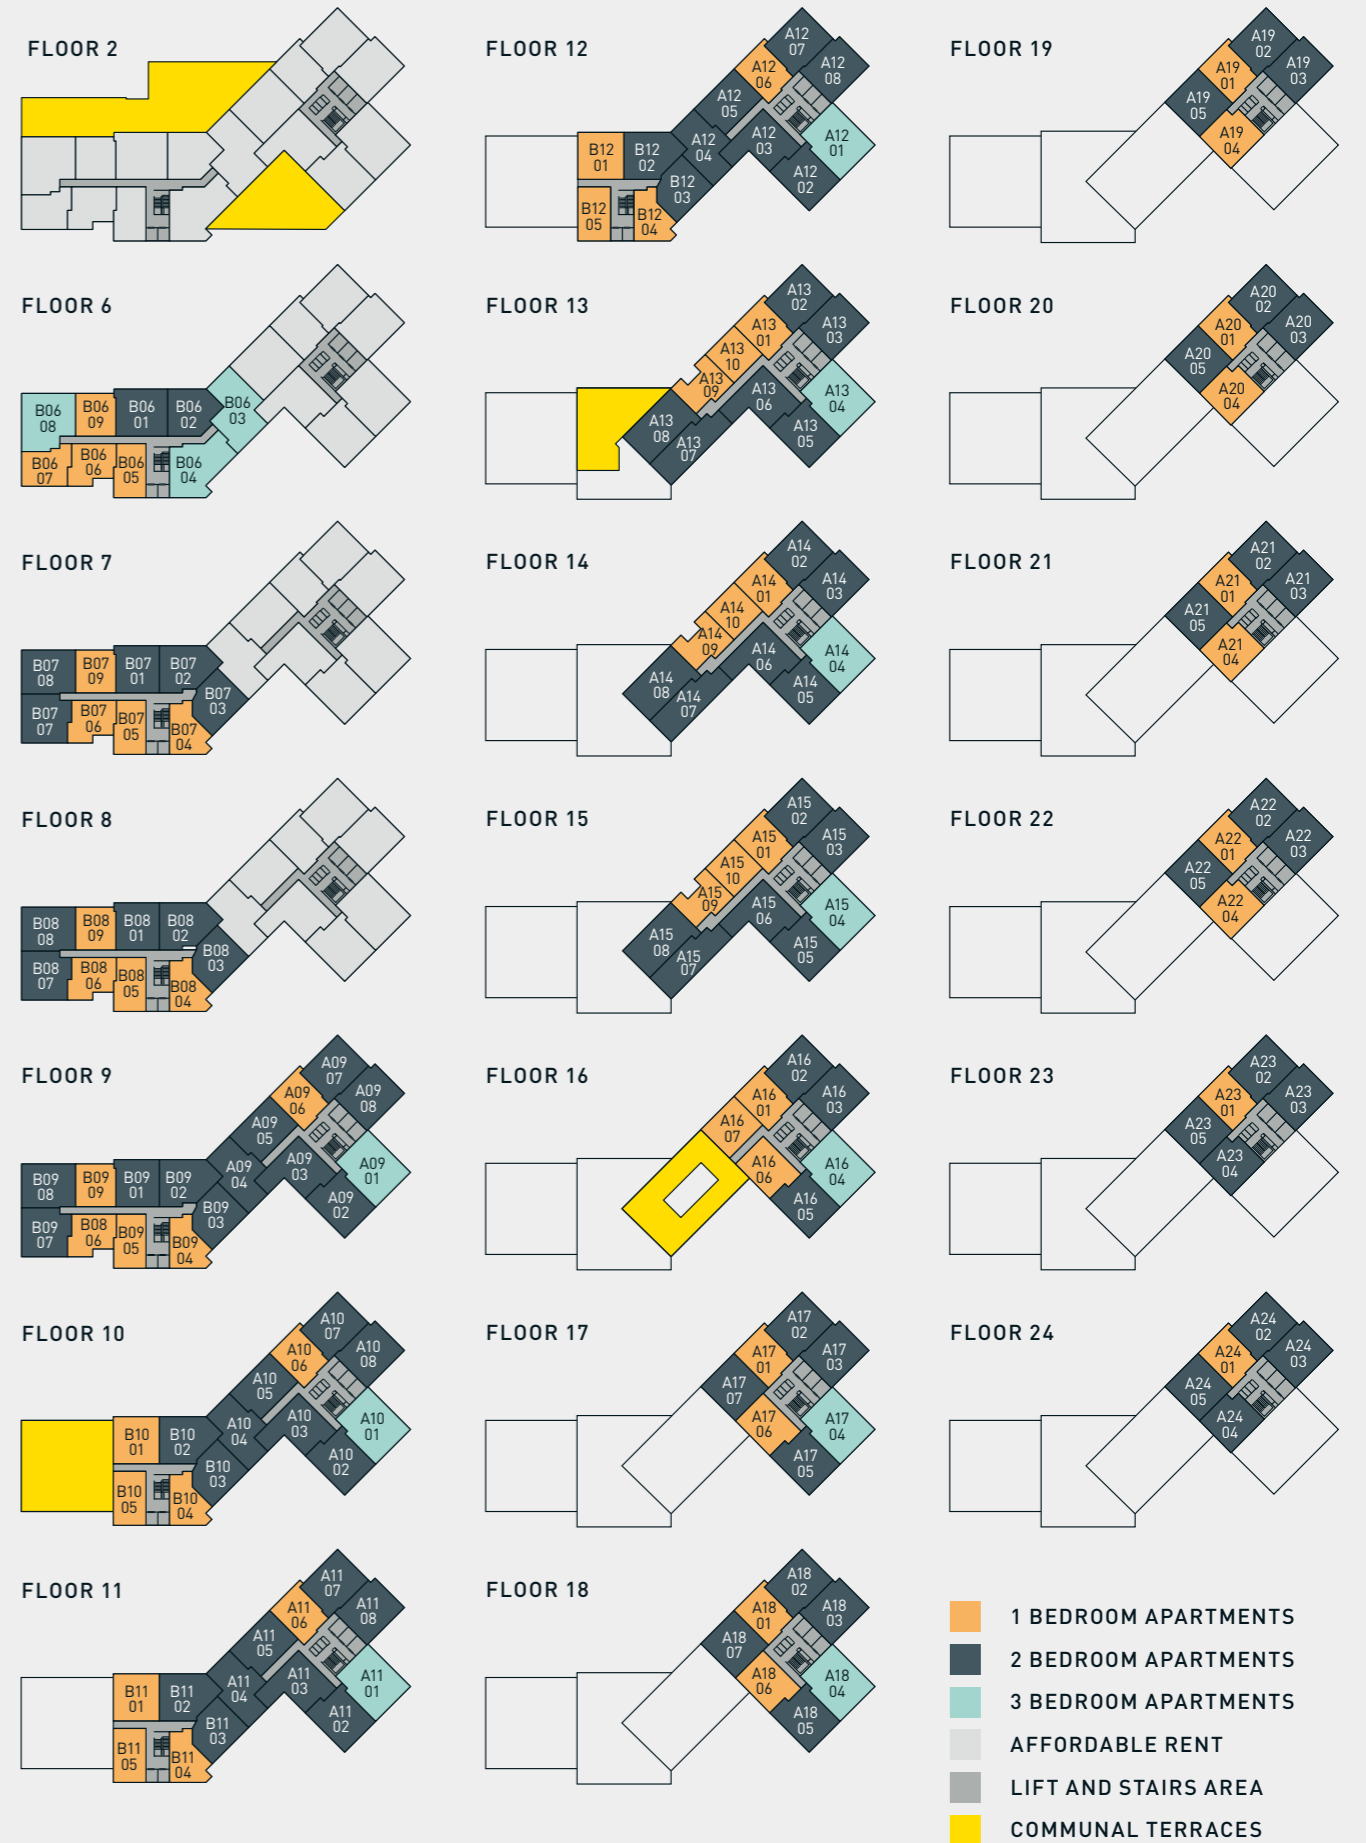 FLOOR 2
FLOOR 6
B06
08
B06
09
B06
01
B06
02
B06
03
B06
07
B06
06
B06
05
B06
04
FLOOR 7
B07
08
B07
09
B07
01
B07
02
B07
03
B07
07
B07
06
B07
05
B07
04
FLOOR 8
B08
08
B08
09
B08
01
B08
02
B08
03
B08
07
B08
06
B08
05
B08
04
FLOOR 9
A09
07
A09
08
A09
06
A09
05
A09
04
A09
03
A09
01
A09
02
B09
08
B09
09
B09
01
B09
02
B09
03
B09
07
B08
06
B09
05
B09
04
FLOOR 10
A10
07
A10
08
A10
06
A10
05
A10
04
A10
03
A10
01
A10
02
B10
01
B10
02
B10
03
B10
05
B10
04
FLOOR 11
A11
07
A11
08
A11
06
A11
05
A11
04
A11
03
A11
01
A11
02
B11
01
B11
02
B11
03
B11
05
B11
04
FLOOR 12
A12
07
A12
08
A12
06
A12
05
A12
04
A12
03
A12
01
A12
02
B12
01
B12
02
B12
03
B12
05
B12
04
FLOOR 13
A13
02
A13
03
A13
01
A13
10
A13
09
A13
06
A13
04
A13
05
A13
08
A13
07
FLOOR 14
A14
02
A14
03
A14
01
A14
10
A14
09
A14
06
A14
04
A14
05
A14
08
A14
07
FLOOR 15
A15
02
A15
03
A15
01
A15
10
A15
09
A15
06
A15
04
A15
05
A15
08
A15
07
FLOOR 16
A16
02
A16
03
A16
01
A16
07
A16
06
A16
04
A16
05
FLOOR 17
A17
02
A17
03
A17
01
A17
07
A17
06
A17
04
A17
05
FLOOR 18
A18
02
A18
03
A18
01
A18
07
A18
06
A18
04
A18
05
FLOOR 19
A19
02
A19
03
A19
01
A19
05
A19
04
FLOOR 20
A20
02
A20
03
A20
01
A20
05
A20
04
FLOOR 21
A21
02
A21
03
A21
01
A21
05
A21
04
FLOOR 22
A22
02
A22
03
A22
01
A22
05
A22
04
FLOOR 23
A23
02
A23
03
A23
01
A23
05
A23
04
FLOOR 24
A24
02
A24
03
A24
01
A24
05
A24
04
1 BEDROOM APARTMENTS
2 BEDROOM APARTMENTS
3 BEDROOM APARTMENTS
AFFORDABLE RENT
LIFT AND STAIRS AREA
COMMUNAL TERRACES